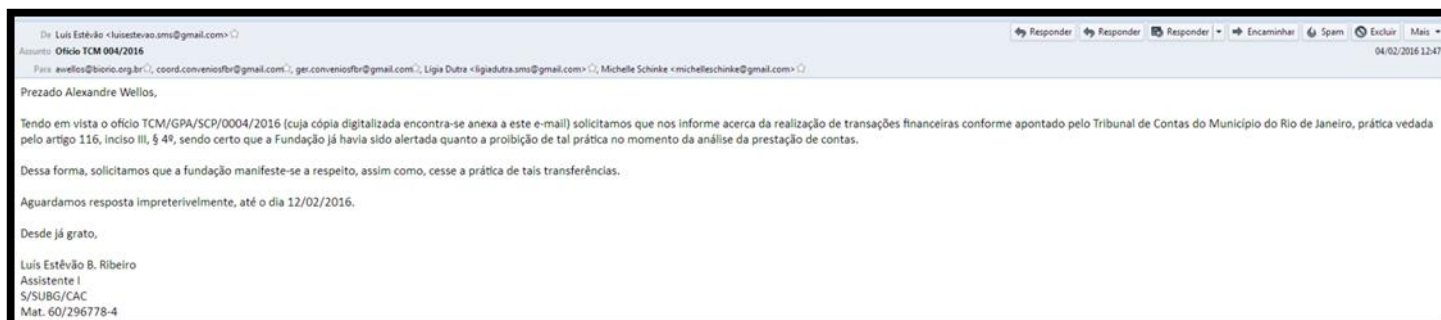 De Luís Estêvão <luisestevao.sms@gmail.com>
Responder Responder Responder Encaminhar Spam Excluir Mais
Assunto Ofício TCM 004/2016
04/02/2016 12:47
Para awellos@biorio.org.br, coord.conveniosfbr@gmail.com, ger.conveniosfbr@gmail.com, Ligia Dutra <ligiadutra.sms@gmail.com>, Michelle Schinke <michelleschinke@gmail.com>
Prezado Alexandre Wellos,
Tendo em vista o ofício TCM/GPA/SCP/0004/2016 (cuja cópia digitalizada encontra-se anexa a este e-mail) solicitamos que nos informe acerca da realização de transações financeiras conforme apontado pelo Tribunal de Contas do Município do Rio de Janeiro, prática vedada
pelo artigo 116, inciso III, § 4º, sendo certo que a Fundação já havia sido alertada quanto a proibição de tal prática no momento da análise da prestação de contas.
Dessa forma, solicitamos que a fundação manifeste-se a respeito, assim como, cesse a prática de tais transferências.
Aguardamos resposta impreterivelmente, até o dia 12/02/2016.
Desde já grato,
Luís Estêvão B. Ribeiro
Assistente I
S/SUBG/CAC
Mat. 60/296778-4